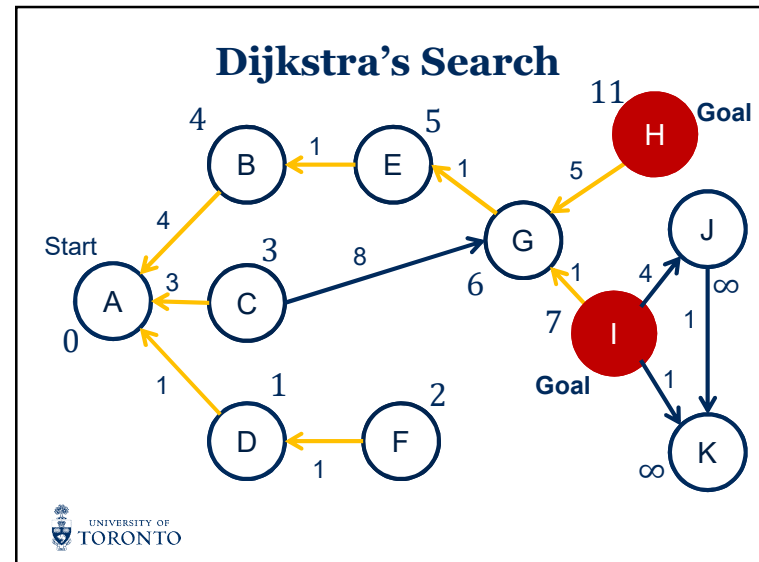 Dijkstra's Search
11
Goal
H
4
B
1
E
5
1
5
G
J
4
Start
A
0
3
C
3
8
6
1
4
∞
7
I
1
Goal
1
1
D
1
1
F
2
∞
K
UNIVERSITY OF
TORONTO